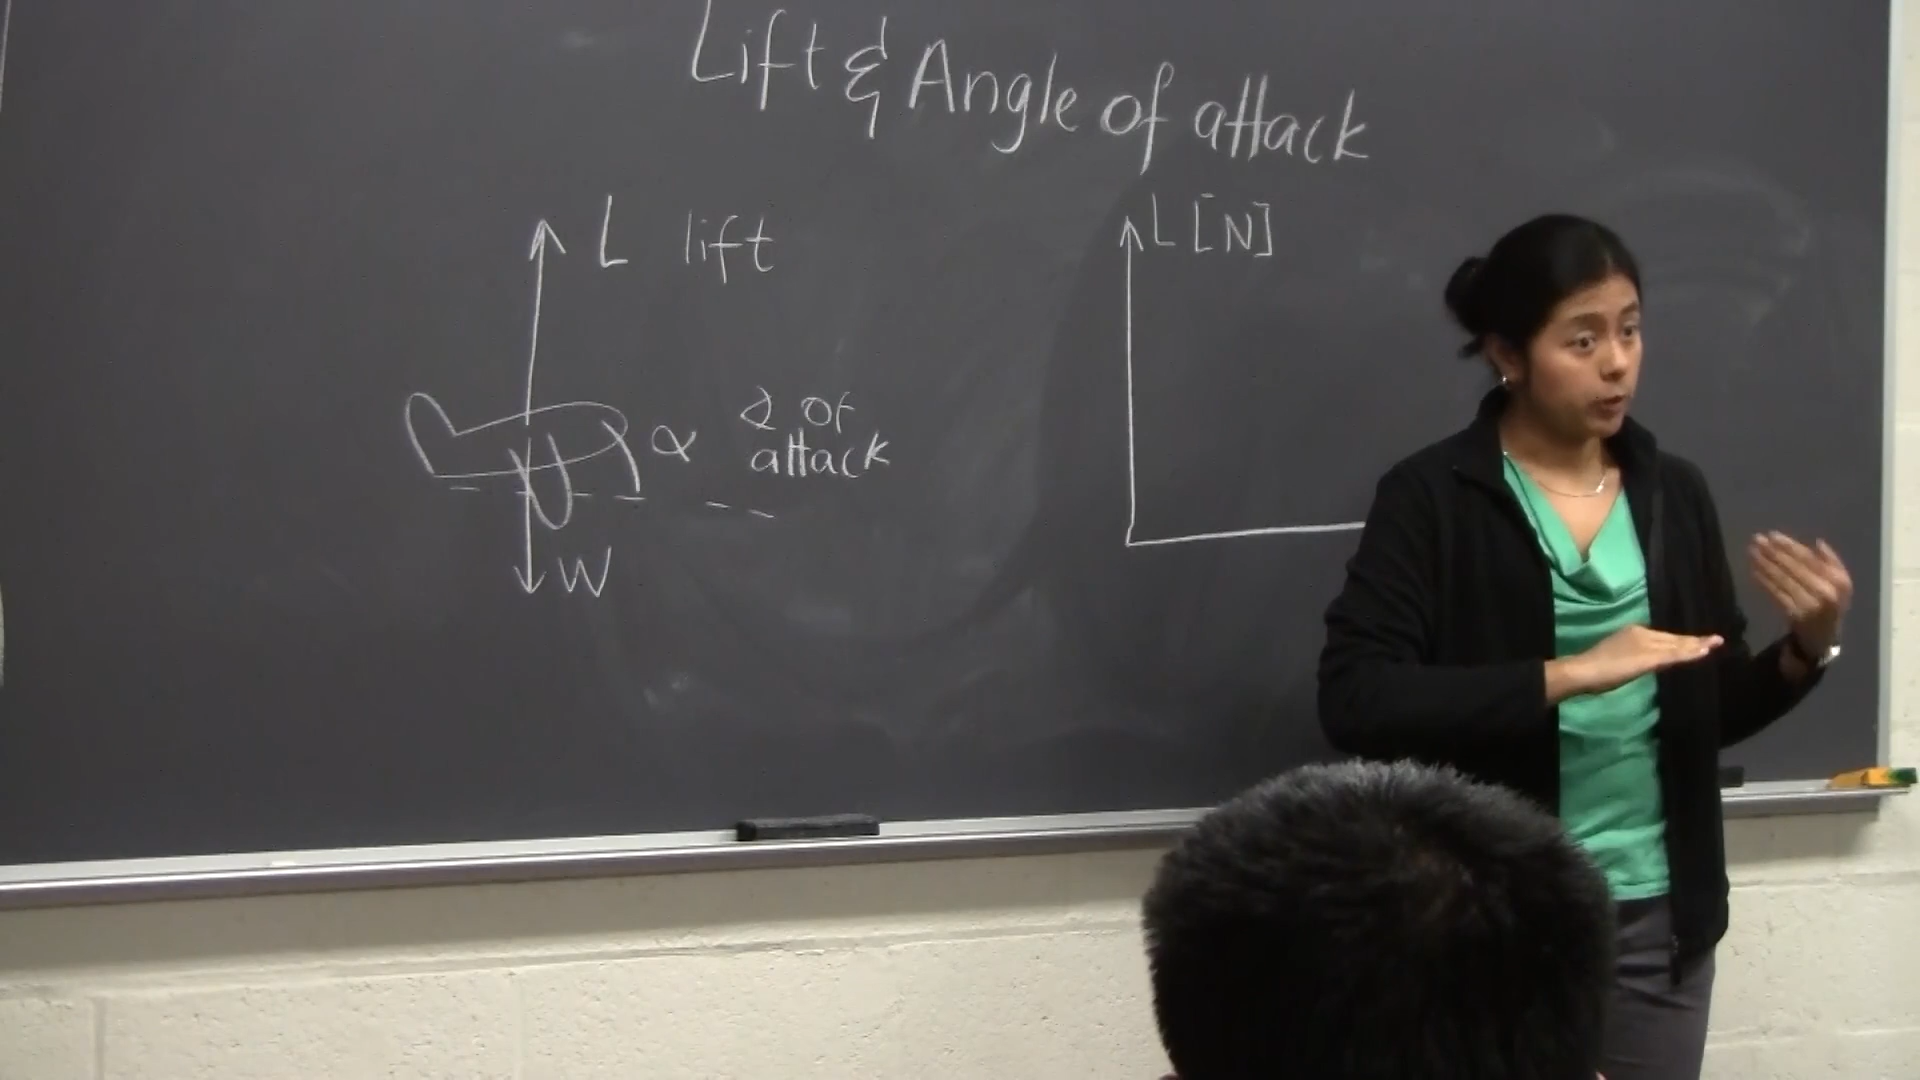 Lift & Angle of attack
L lift
L [N]
α ∠ of
attack
W